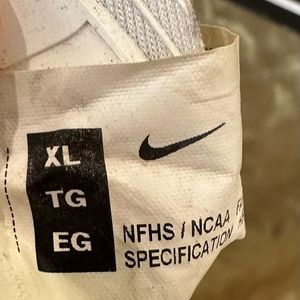 XL
TG
EG
NFHS / NCAA
SPECIFICATION